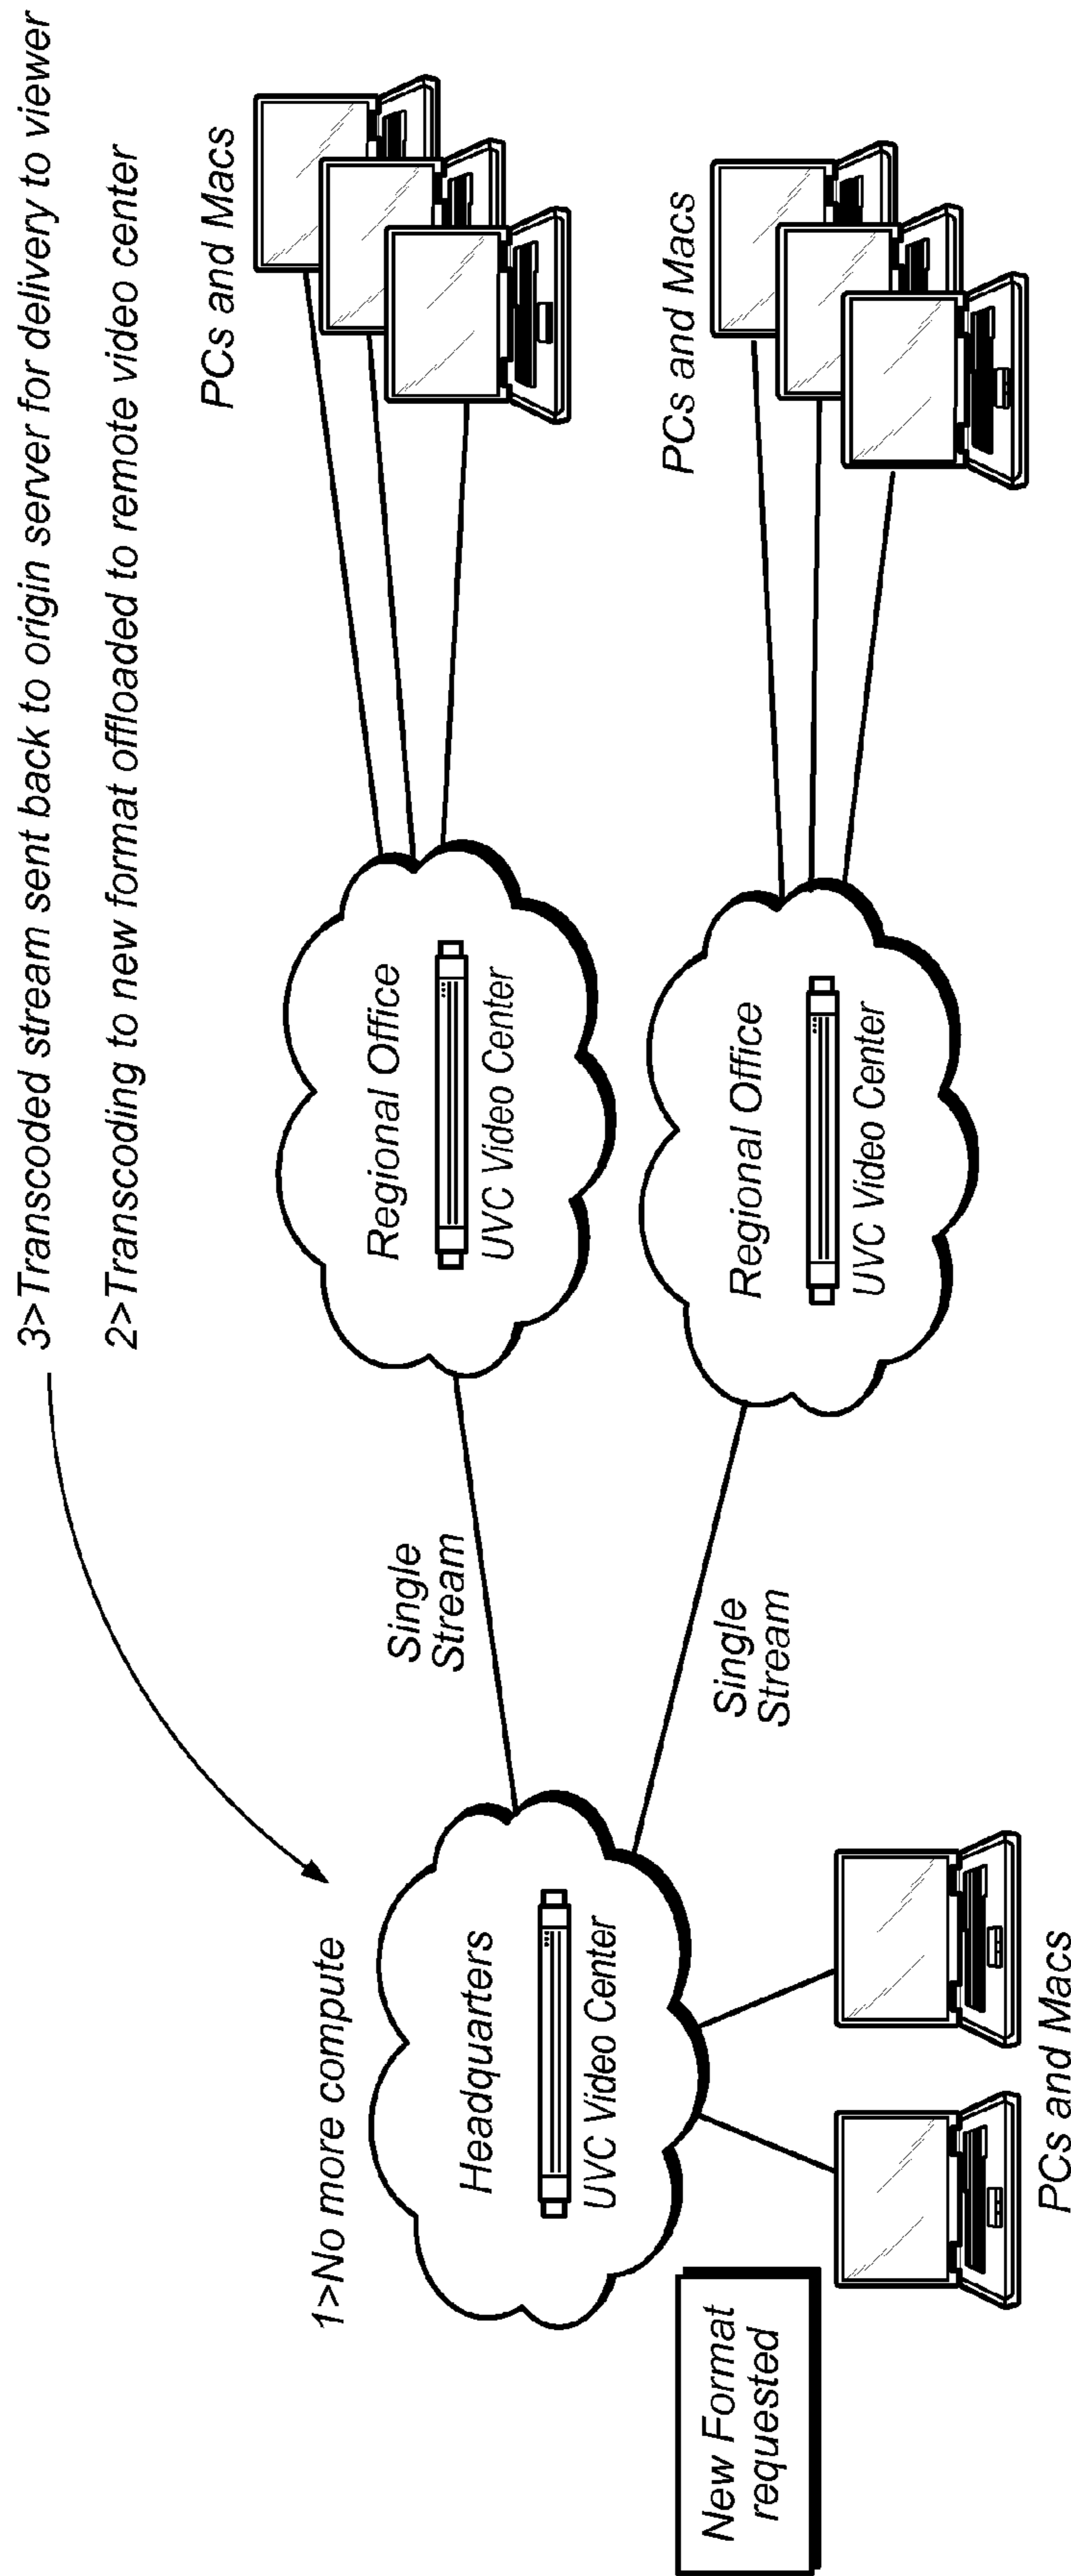 3>Transcoded stream sent back to origin server for delivery to viewer
2>Transcoding to new format offloaded to remote video center
PCs and Macs
Regional Office
UVC Video Center
Single
Stream
1>No more compute
Headquarters
UVC Video Center
PCs and Macs
Regional Office
UVC Video Center
Single
Stream
New Format
requested
PCs and Macs